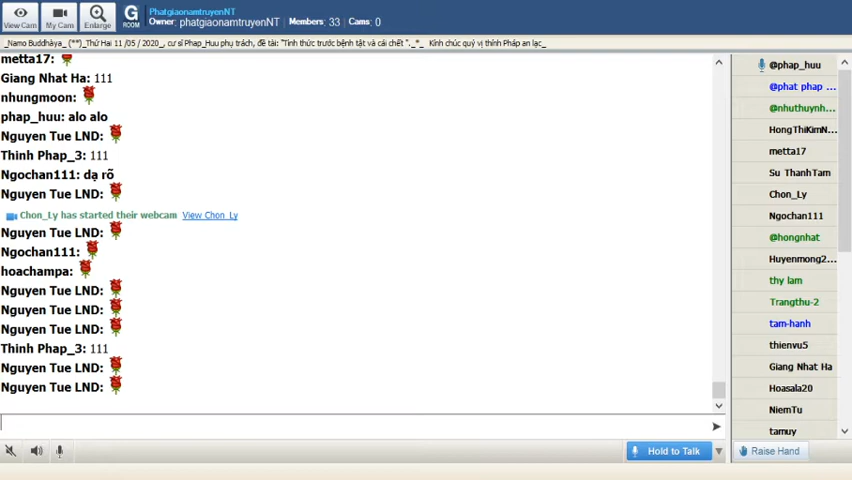 View Cam
My Cam
Enlarge
G ROOM
PhatgiaonamtruyenNT
Owner: phatgiaonamtruyenNT Members: 33 Cams: 0
_Namo Buddhàya_ (**)_Thứ Hai 11 /05 / 2020_, cư sĩ Phap_Huu phụ trách, đề tài: "Tỉnh thức trước bệnh tật và cái chết "._*_ Kính chúc quý vị thính Pháp an lạc_
metta17:
Giang Nhat Ha: 111
nhungmoon:
phap_huu: alo alo
Nguyen Tue LND:
Thinh Phap_3: 111
Ngochan111: dạ rõ
Nguyen Tue LND:
Chon_Ly has started their webcam View Chon_Ly
Nguyen Tue LND:
Ngochan111:
hoachampa:
Nguyen Tue LND:
Nguyen Tue LND:
Nguyen Tue LND:
Thinh Phap_3: 111
Nguyen Tue LND:
Nguyen Tue LND:
@phap_huu
@phat phap ...
@nhuthuynh...
HongThiKimN...
metta17
Su ThanhTam
Chon_Ly
Ngochan111
@hongnhat
Huyenmong2...
thy lam
Trangthu-2
tam-hanh
thienvu5
Giang Nhat Ha
Hoasala20
NiemTu
tamuy
Hold to Talk
Raise Hand